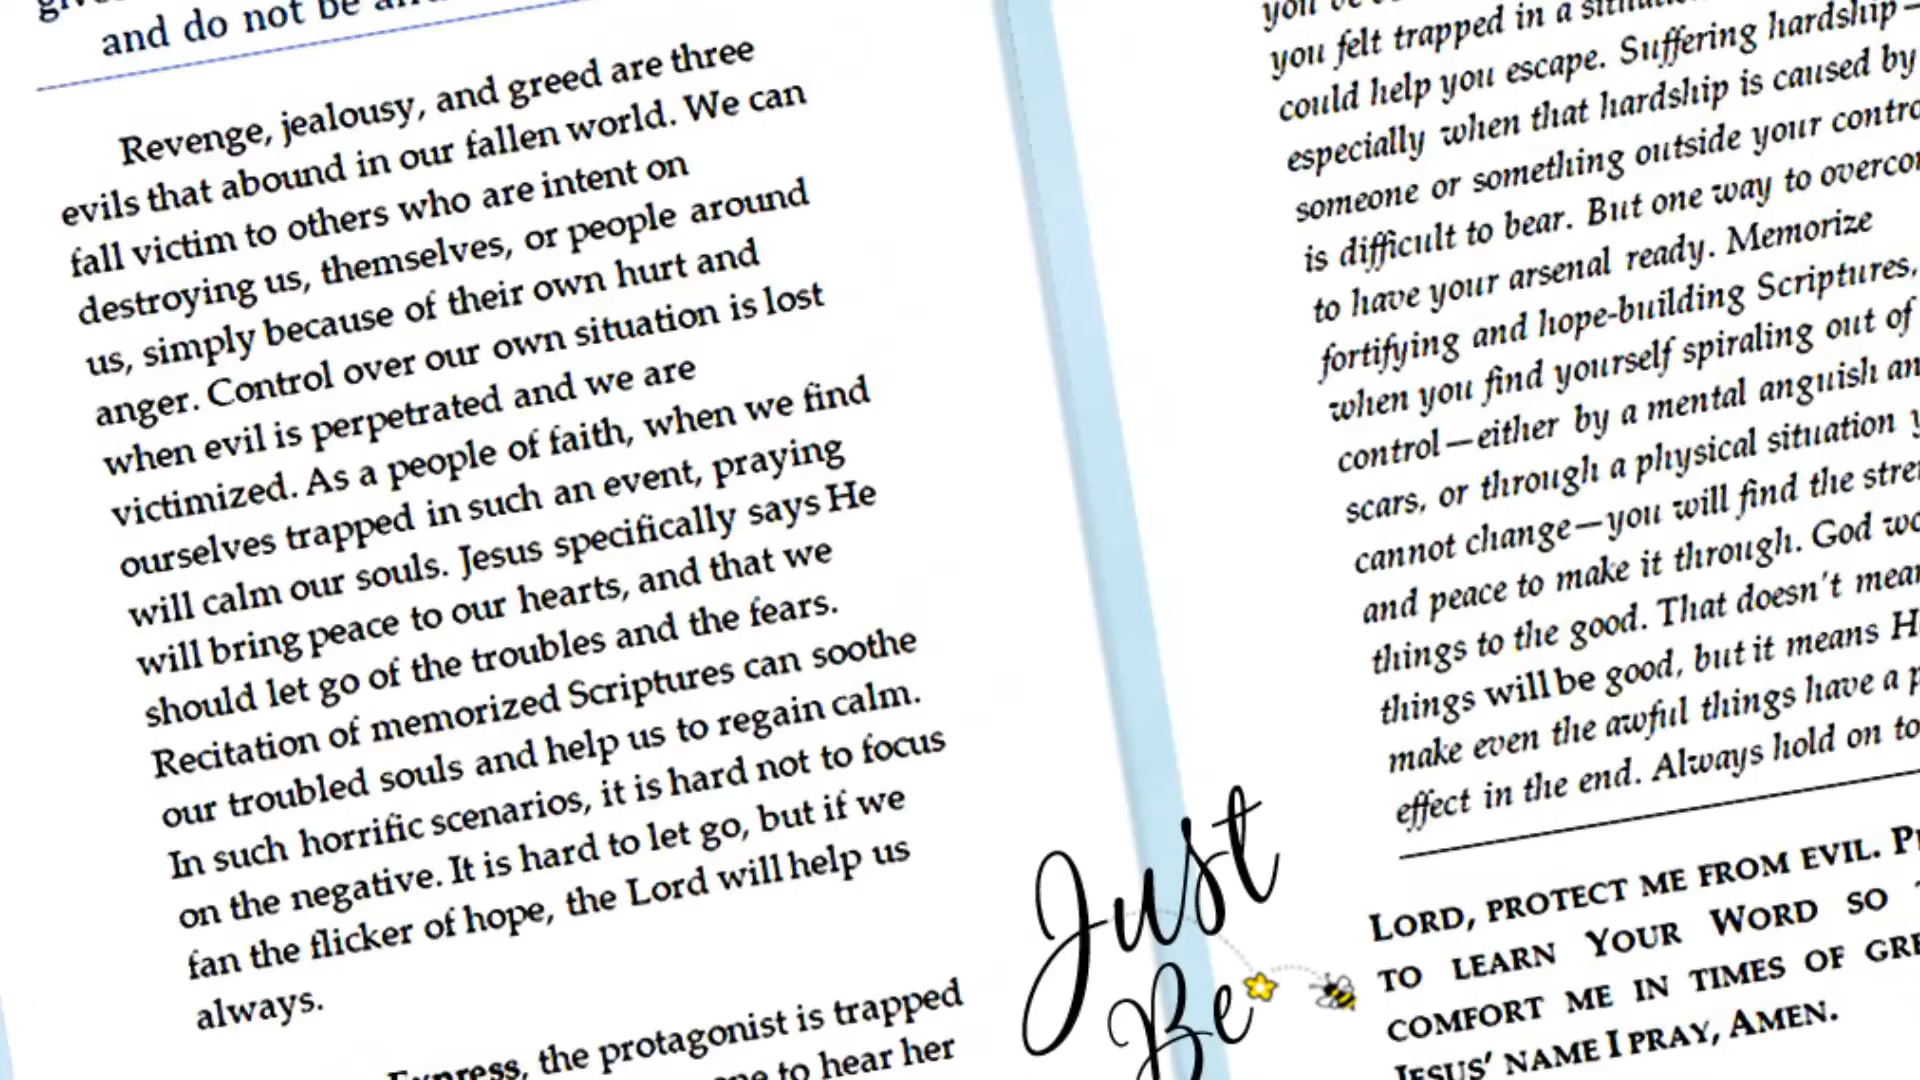 and do not be
Revenge, jealousy, and greed are three
evils that abound in our fallen world. We can
fall victim to others who are intent on
destroying us, themselves, or people around
us, simply because of their own hurt and
anger. Control over our own situation is lost
when evil is perpetrated and we are
victimized. As a people of faith, when we find
ourselves trapped in such an event, praying
will calm our souls. Jesus specifically says He
will bring peace to our hearts, and that we
should let go of the troubles and the fears.
Recitation of memorized Scriptures can soothe
our troubled souls and help us to regain calm.
In such horrific scenarios, it is hard not to focus
on the negative. It is hard to let go, but if we
fan the flicker of hope, the Lord will help us
always.
Express, the protagonist is trapped
to hear her
Just
Be
you felt trapped in a
could help you escape. Suffering hardship—
especially when that hardship is caused by
someone or something outside your
is difficult to bear. But one way to
to have your arsenal ready. Memorize
fortifying and hope-building Scriptures,
when you find yourself spiraling out of
control—either by a mental anguish
scars, or through a physical situation
cannot change—you will find the
and peace to make it through. God
things to the good. That doesn't
things will be good, but it means
make even the awful things have a
effect in the end. Always hold on to
LORD, PROTECT ME FROM EVIL.
TO LEARN YOUR WORD SO
COMFORT ME IN TIMES OF
JESUS' NAME I PRAY, AMEN.